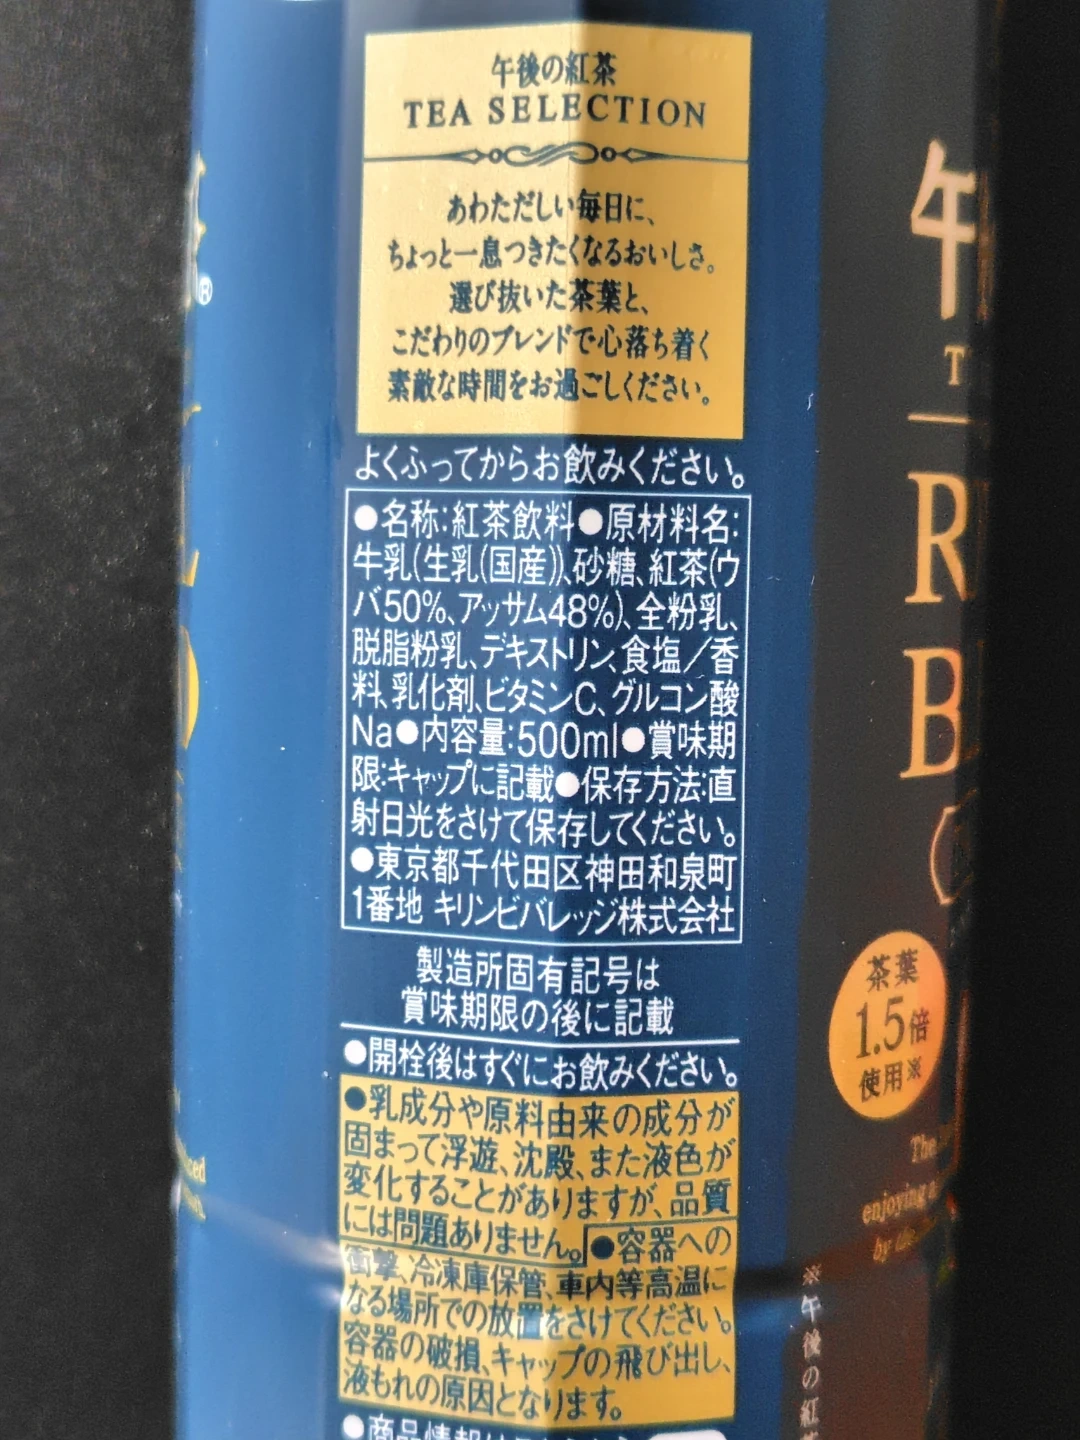 午後の紅茶
TEA SELECTION
あわただしい毎日に、
ちょっと一息つきたくなるおいしさ。
選び抜いた茶葉と、
こだわりのブレンドで心落ち着く
素敵な時間をお過ごしください。
よくふってからお飲みください。
●名称:紅茶飲料●原材料名:
牛乳(生乳(国産))、砂糖、紅茶(ウ
バ50%、アッサム48%)、全粉乳、
脱脂粉乳、デキストリン、食塩／香
料、乳化剤、ビタミンC、グルコン酸
Na●内容量:500ml●賞味期
限:キャップに記載●保存方法:直
射日光をさけて保存してください。
●東京都千代田区神田和泉町
1番地 キリンビバレッジ株式会社
製造所固有記号は
賞味期限の後に記載
●開栓後はすぐにお飲みください。
●乳成分や原料由来の成分が
固まって浮遊、沈殿、また液色が
変化することがありますが、品質
には問題ありません。●容器への
衝撃、冷凍庫保管、車内等高温に
なる場所での放置をさけてください。
容器の破損、キャップの飛び出し、
液もれの原因となります。
®
午
T
R
B
茶葉
1.5倍
使用※
The
enjoying
by the
※午後の紅